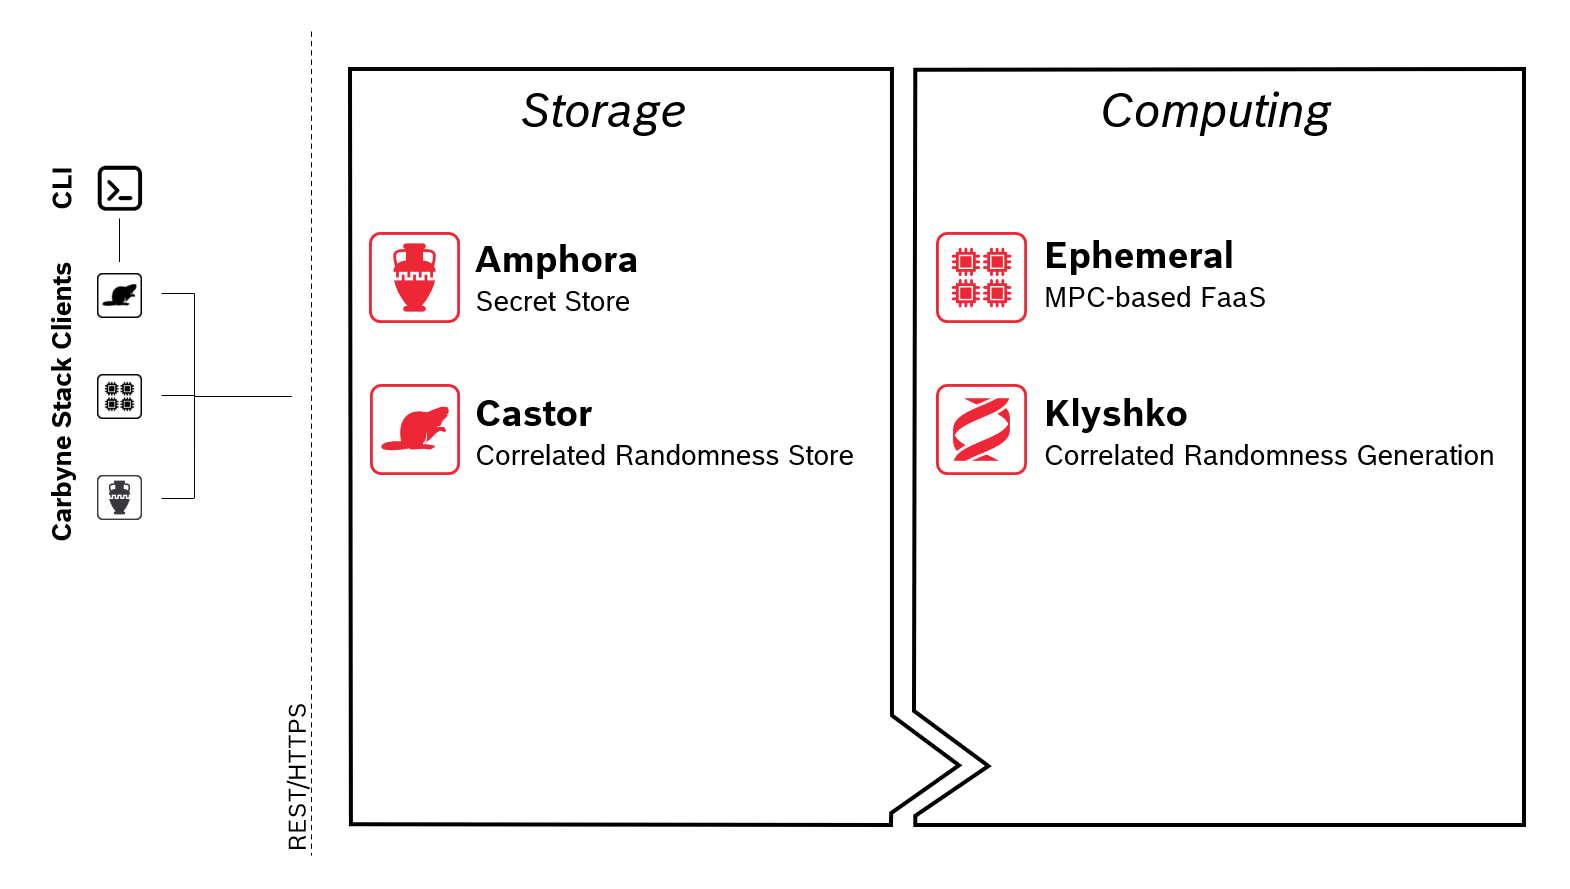 CLI
Carbyne Stack Clients
REST/HTTPS
Storage
Amphora
Secret Store
Castor
Correlated Randomness Store
Computing
Ephemeral
MPC-based FaaS
Klyshko
Correlated Randomness Generation